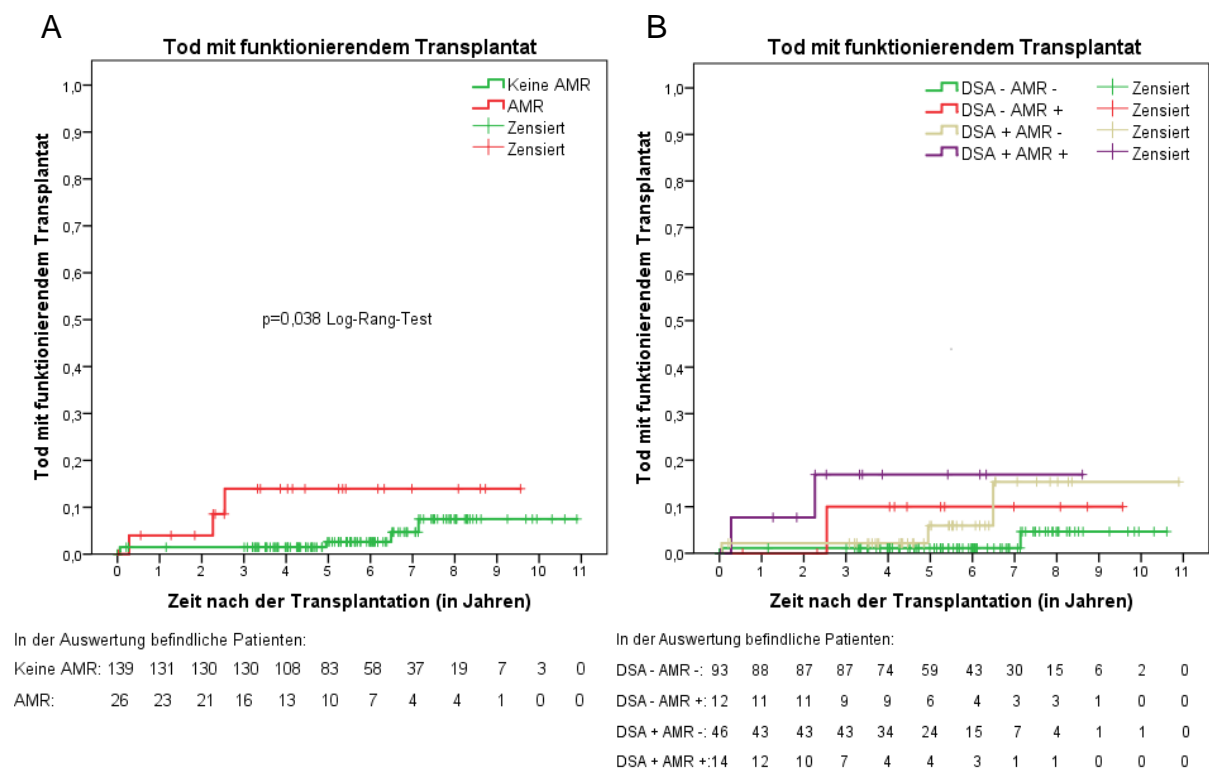 A
Tod mit funktionierendem Transplantat
Tod mit funktionierendem Transplantat
1,0
0,9
0,8
0,7
0,6
0,5
0,4
0,3
0,2
0,1
0,0
Keine AMR
AMR
Zensiert
Zensiert
p=0,038 Log-Rang-Test
0 1 2 3 4 5 6 7 8 9 10 11
Zeit nach der Transplantation (in Jahren)
In der Auswertung befindliche Patienten:
Keine AMR: 139 131 130 130 108 83 58 37 19 7 3 0
AMR: 26 23 21 16 13 10 7 4 4 1 0 0
B
Tod mit funktionierendem Transplantat
Tod mit funktionierendem Transplantat
1,0
0,9
0,8
0,7
0,6
0,5
0,4
0,3
0,2
0,1
0,0
DSA - AMR - Zensiert
DSA - AMR + Zensiert
DSA + AMR - Zensiert
DSA + AMR + Zensiert
0 1 2 3 4 5 6 7 8 9 10 11
Zeit nach der Transplantation (in Jahren)
In der Auswertung befindliche Patienten:
DSA - AMR -: 93 88 87 87 74 59 43 30 15 6 2 0
DSA - AMR +: 12 11 11 9 9 6 4 3 3 1 0 0
DSA + AMR -: 46 43 43 43 34 24 15 7 4 1 1 0
DSA + AMR +: 14 12 10 7 4 4 3 1 1 0 0 0